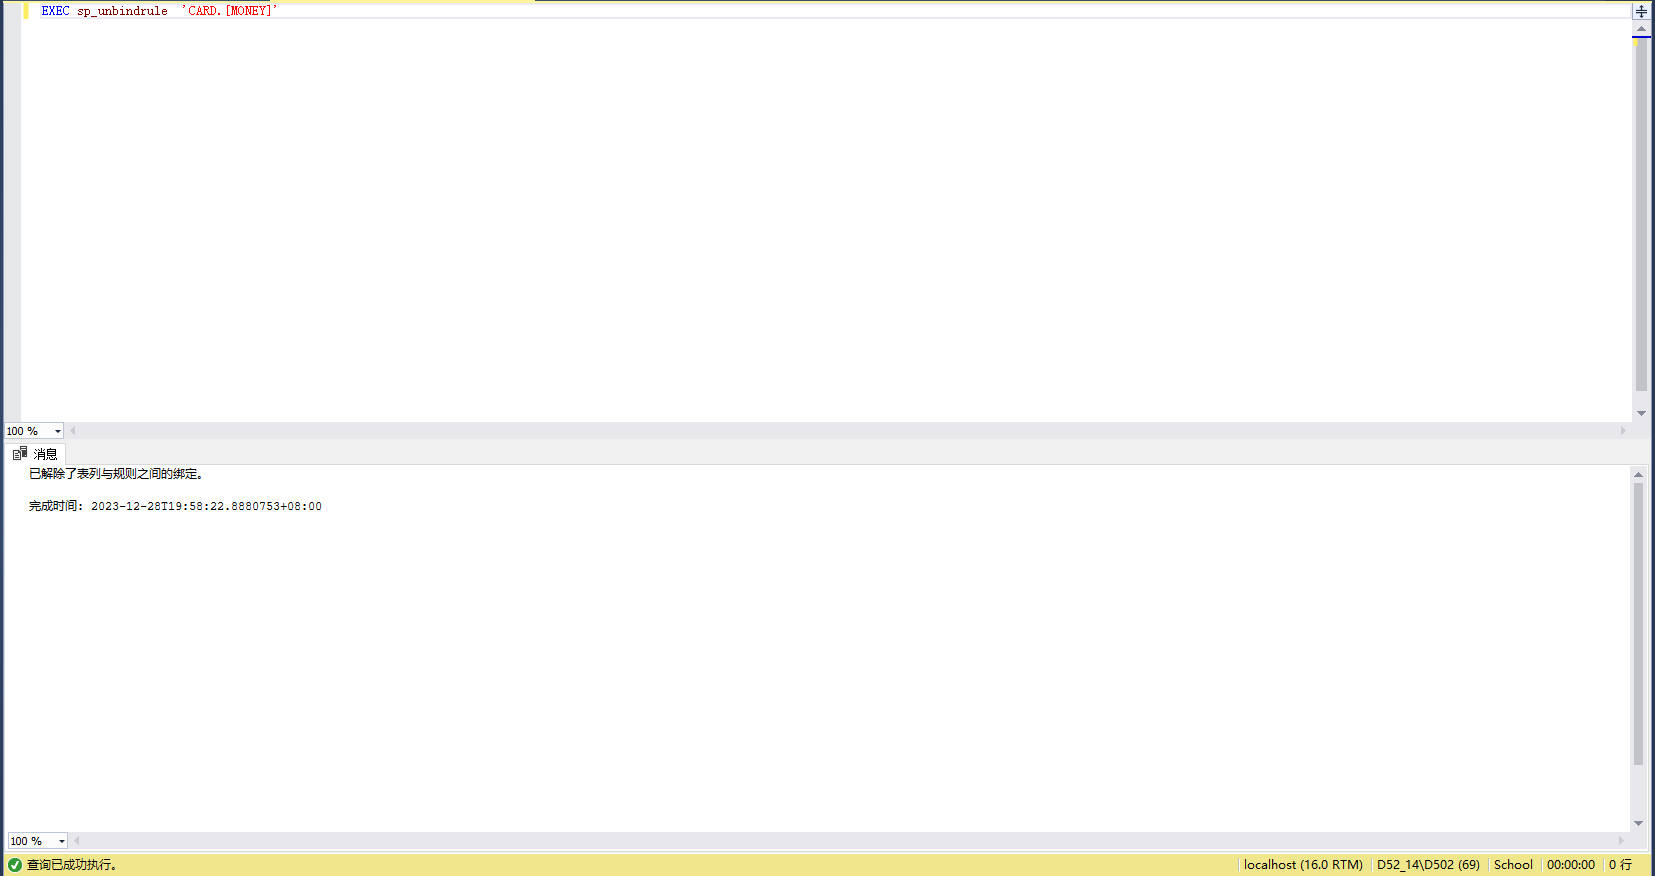 EXEC sp_unbindrule 'CARD.[MONEY]'
100 %
消息
已解除了表列与规则之间的绑定。
完成时间: 2023-12-28T19:58:22.8880753+08:00
100 %
查询已成功执行。 localhost (16.0 RTM) D52_14\D502 (69) School 00:00:00 0 行